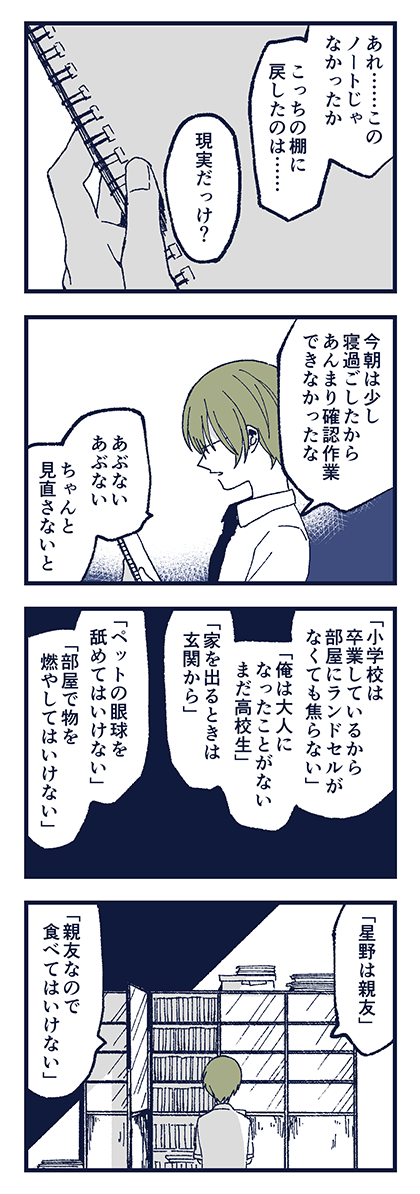 あれ……この
ノートじゃ
なかったか
こっちの棚に
戻したのは……
現実だっけ？
今朝は少し
寝過ごしたから
あんまり確認作業
できなかったな
あぶない
あぶない
ちゃんと
見直さないと
「小学校は
卒業しているから
部屋にランドセルが
なくても焦らない」
「俺は大人に
なったことがない
まだ高校生」
「家を出るときは
玄関から」
「ペットの眼球を
舐めてはいけない」
「部屋で物を
燃やしてはいけない」
「星野は親友」
「親友なので
食べてはいけない」